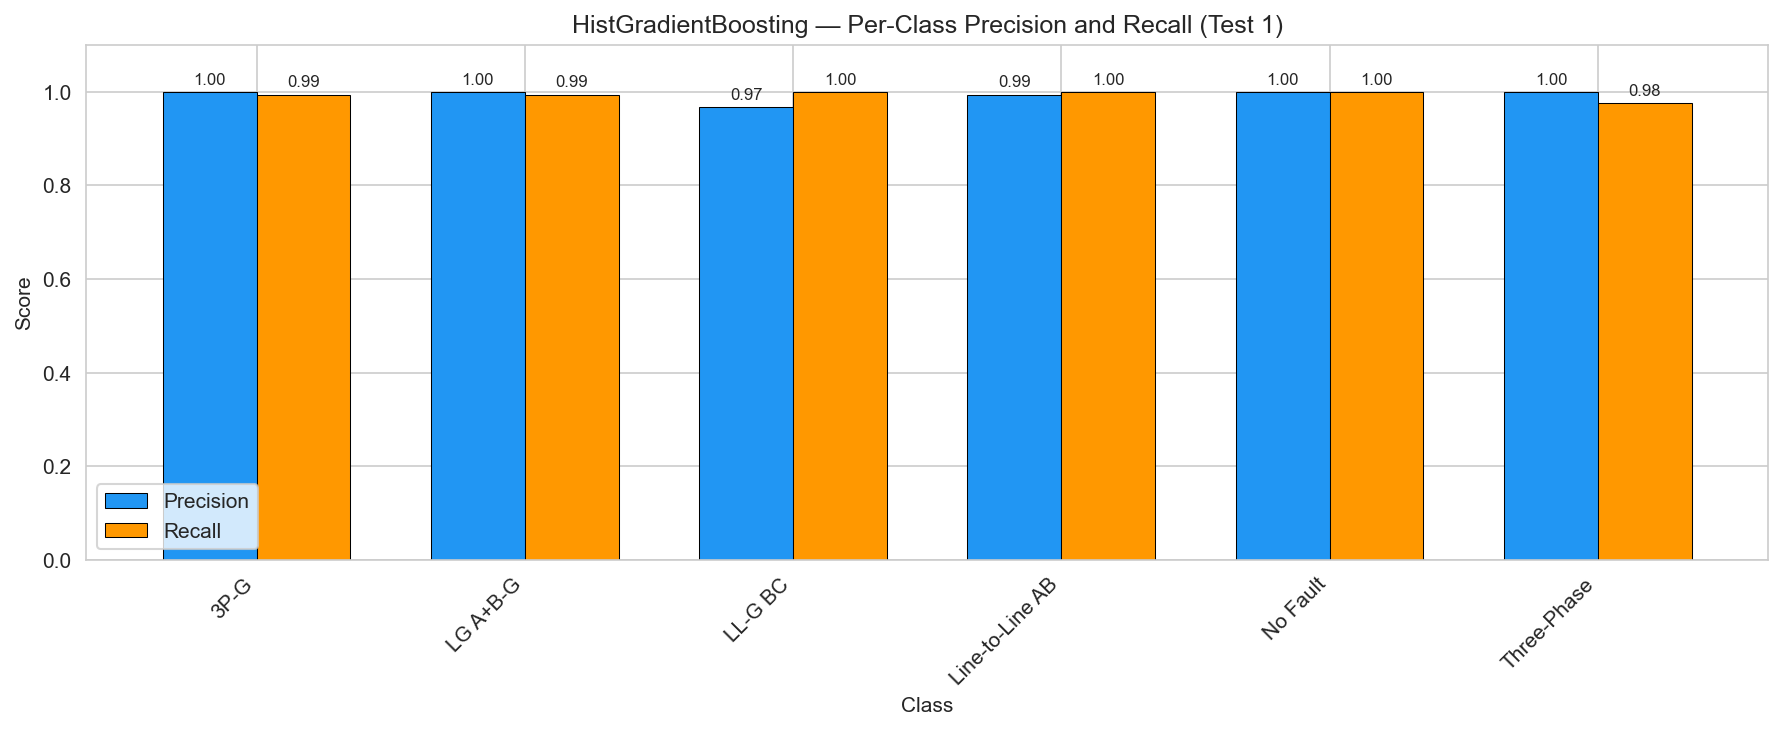 HistGradientBoosting — Per-Class Precision and Recall (Test 1)
1.00 0.99 1.00 0.99 0.97 1.00 0.99 1.00 1.00 1.00 1.00 0.98
1.0
0.8
0.6
0.4
0.2
0.0
Score
Precision
Recall
3P-G
LG A+B-G
LL-G BC
Line-to-Line AB
No Fault
Three-Phase
Class